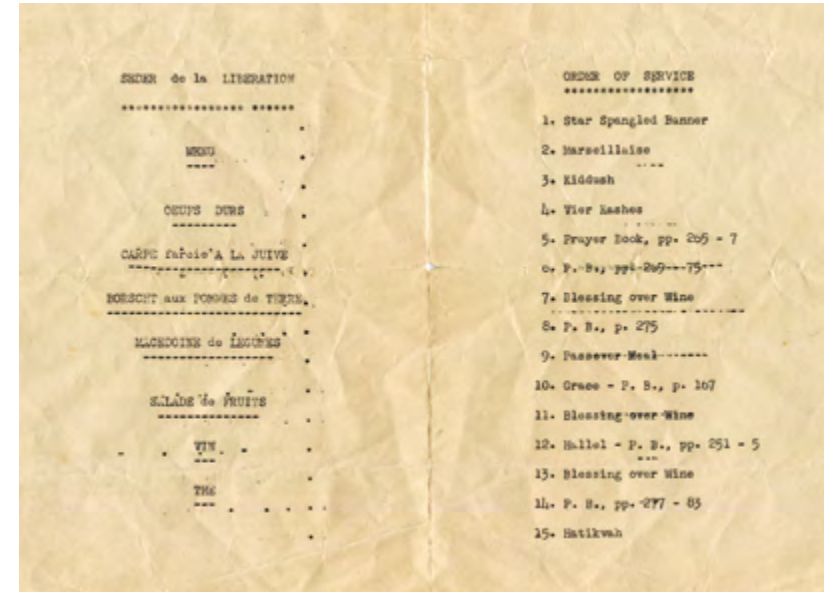 SEDER de la LIBERATION
***************** ******
MENU
----
OEUFS DURS
---------
CARPE farcie A LA JUIVE
BORSCHT aux POMMES de TERRE
MACEDOINE de LEGUMES
SALADE de FRUITS
VIN
---
THE
---
ORDER OF SERVICE
******************
1. Star Spangled Banner
2. Marseillaise
3. Kiddush
4. Vier Kashes
5. Prayer Book, pp. 265 - 7
6. P. B., pp. 269 - 75
7. Blessing over Wine
8. P. B., p. 275
9. Passover Meal
10. Grace - P. B., p. 167
11. Blessing over Wine
12. Hallel - P. B., pp. 251 - 5
13. Blessing over Wine
14. P. B., pp. 277 - 83
15. Hatikvah